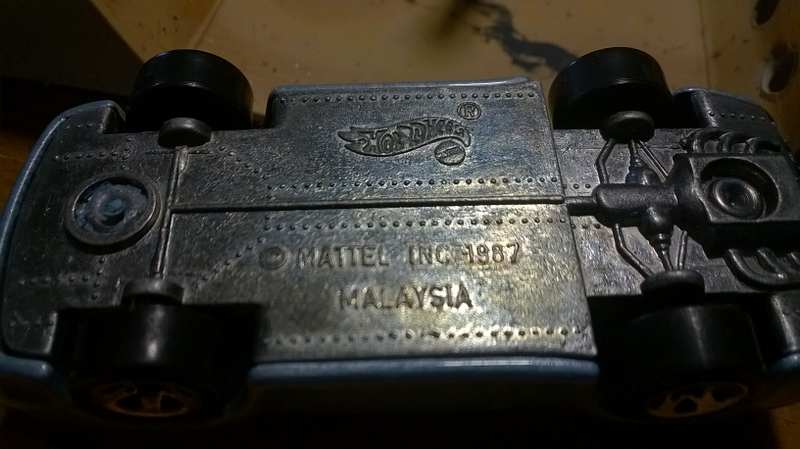 Hot Wheels ®
© MATTEL INC 1987
MALAYSIA